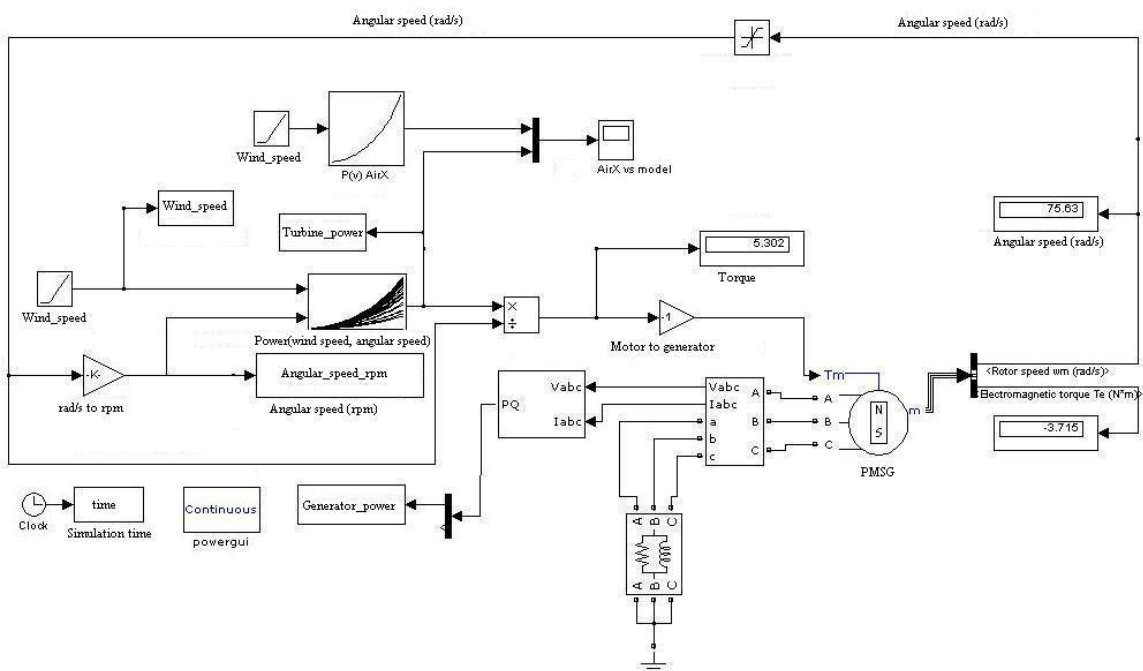 Angular speed (rad/s)
Angular speed (rad/s)
Wind_speed
P(v) AirX
AirX vs model
Wind_speed
Turbine_power
75.63
Angular speed (rad/s)
5.302
Torque
Wind_speed
Power(wind speed, angular speed)
×
÷
-1
Motor to generator
-K-
rad/s to rpm
Angular_speed_rpm
Angular speed (rpm)
Vabc
Iabc
PQ
Vabc
Iabc
a
b
c
A
B
C
Tm
A
B
C
N
S
m
PMSG
<Rotor speed wm (rad/s)>
<Electromagnetic torque Te (N*m)>
-3.715
Clock
time
Simulation time
Continuous
powergui
Generator_power
A
B
C
A
B
C